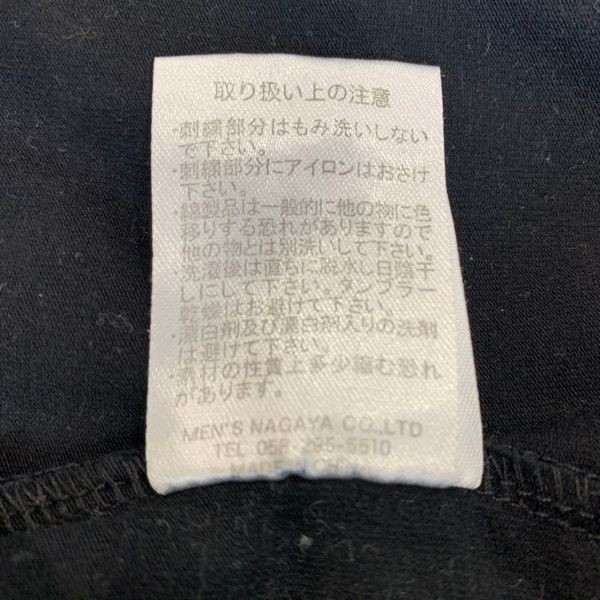 取り扱い上の注意
・刺繍部分はもみ洗いしない
で下さい。
・刺繍部分にアイロンはおさけ
下さい。
・綿製品は一般的に他の物に色
移りする恐れがありますので
他の物とは別洗いして下さい。
・洗濯後は直ちに脱水し日陰干
しにして下さい。タンブラー
乾燥はお避けて下さい。
・漂白剤及び漂白剤入りの洗剤
は避けて下さい。
・素材の性質上多少縮む恐れ
があります。
MEN'S NAGAYA CO.,LTD
TEL 058-295-5510
MADE